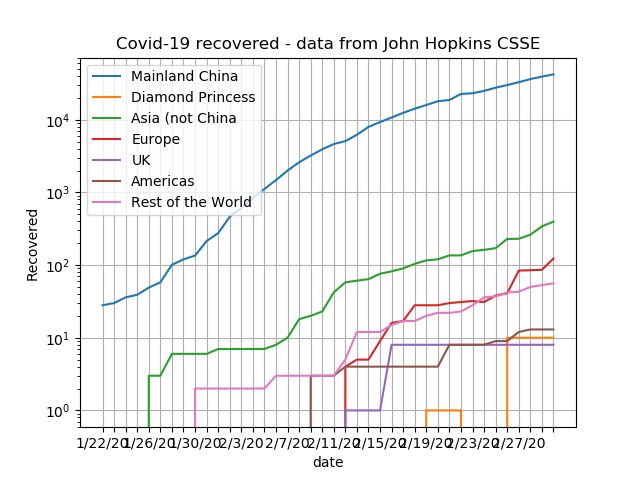 Covid-19 recovered - data from John Hopkins CSSE
Mainland China
Diamond Princess
Asia (not China
Europe
UK
Americas
Rest of the World
Recovered
10⁴
10³
10²
10¹
10⁰
1/22/20 1/26/20 1/30/20 2/3/20 2/7/20 2/11/20 2/15/20 2/19/20 2/23/20 2/27/20
date